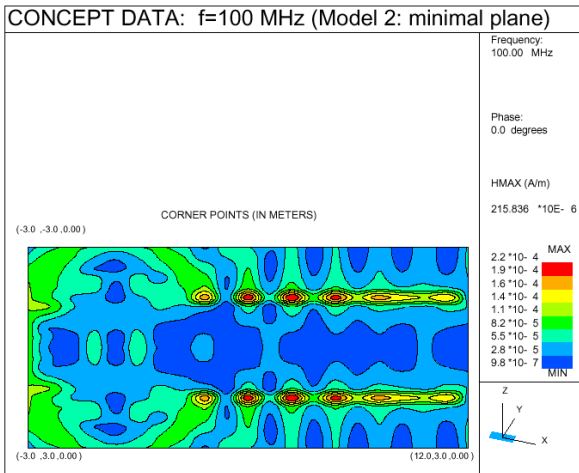 CONCEPT DATA: f=100 MHz (Model 2: minimal plane)
Frequency:
100.00 MHz
Phase:
0.0 degrees
HMAX (A/m)
215.836 *10E- 6
CORNER POINTS (IN METERS)
(-3.0 ,-3.0 ,0.00 )
2.2 *10- 4 MAX
1.9 *10- 4
1.6 *10- 4
1.4 *10- 4
1.1 *10- 4
8.2 *10- 5
5.5 *10- 5
2.8 *10- 5
9.8 *10- 7
MIN
Z
Y
X
(-3.0 ,3.0 ,0.00 ) (12.0,3.0 ,0.00 )